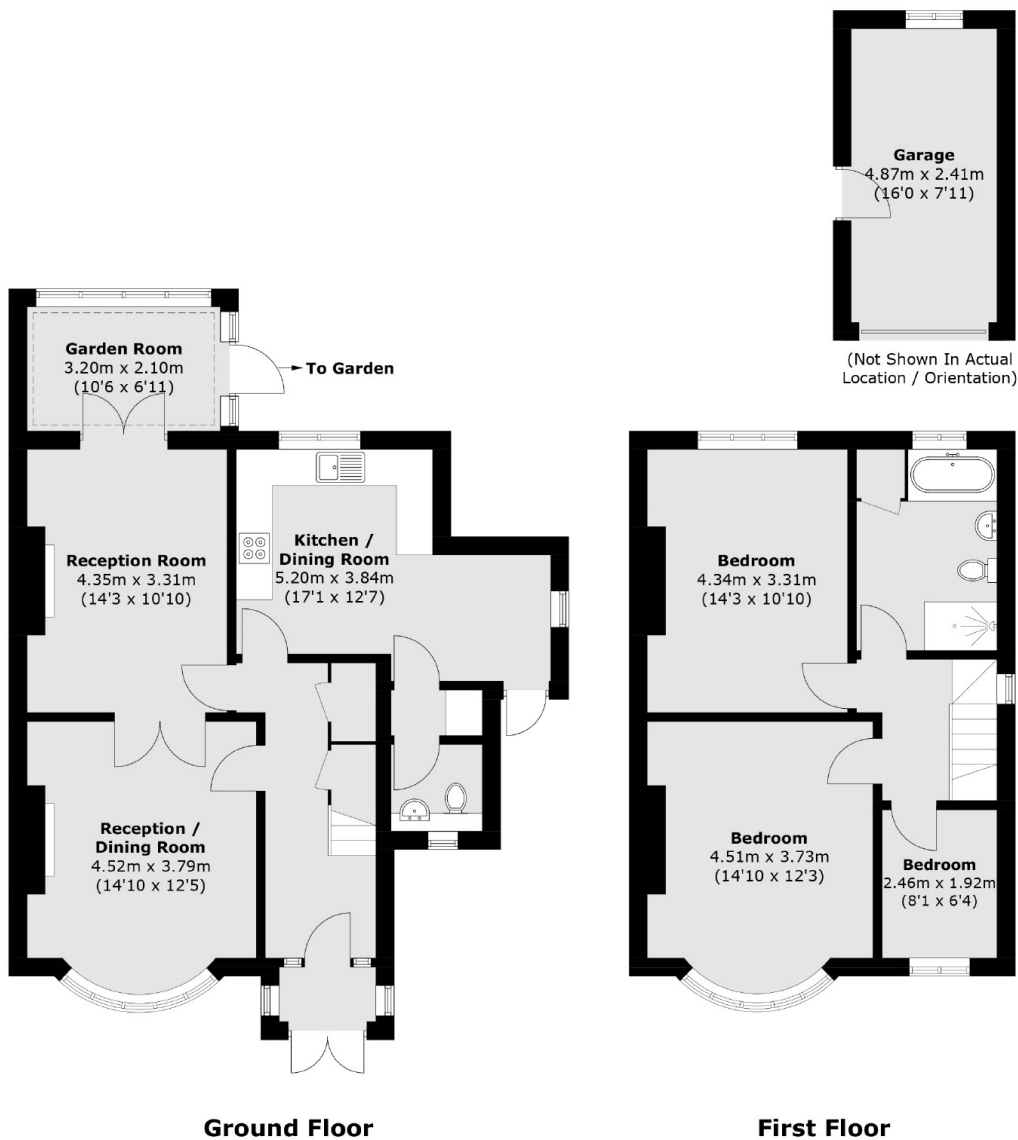 Garage
4.87m x 2.41m
(16'0 x 7'11)
(Not Shown In Actual
Location / Orientation)
Garden Room
3.20m x 2.10m
(10'6 x 6'11)
To Garden
Reception Room
4.35m x 3.31m
(14'3 x 10'10)
Kitchen /
Dining Room
5.20m x 3.84m
(17'1 x 12'7)
Reception /
Dining Room
4.52m x 3.79m
(14'10 x 12'5)
Bedroom
4.34m x 3.31m
(14'3 x 10'10)
Bedroom
4.51m x 3.73m
(14'10 x 12'3)
Bedroom
2.46m x 1.92m
(8'1 x 6'4)
Ground Floor
First Floor